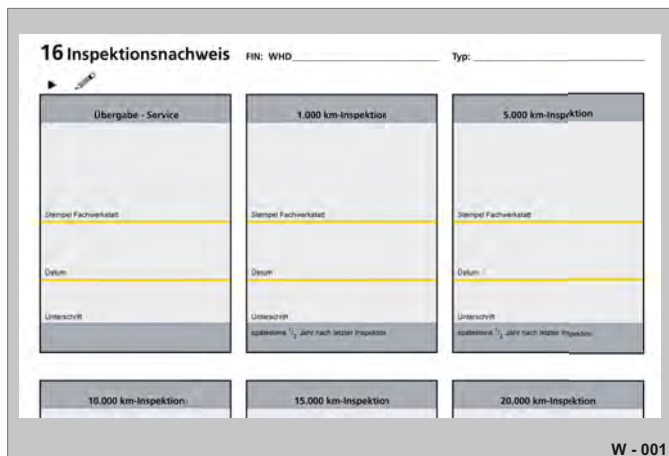 16 Inspektionsnachweis FIN: WHD____________ Typ:____________
Übergabe - Service 1.000 km-Inspektion 5.000 km-Inspektion
Stempel Fachwerkstatt Stempel Fachwerkstatt Stempel Fachwerkstatt
Datum Datum Datum
Unterschrift Unterschrift Unterschrift
spätestens 1/2 Jahr nach letzter Inspektion spätestens 1/2 Jahr nach letzter Inspektion
10.000 km-Inspektion 15.000 km-Inspektion 20.000 km-Inspektion
W - 001